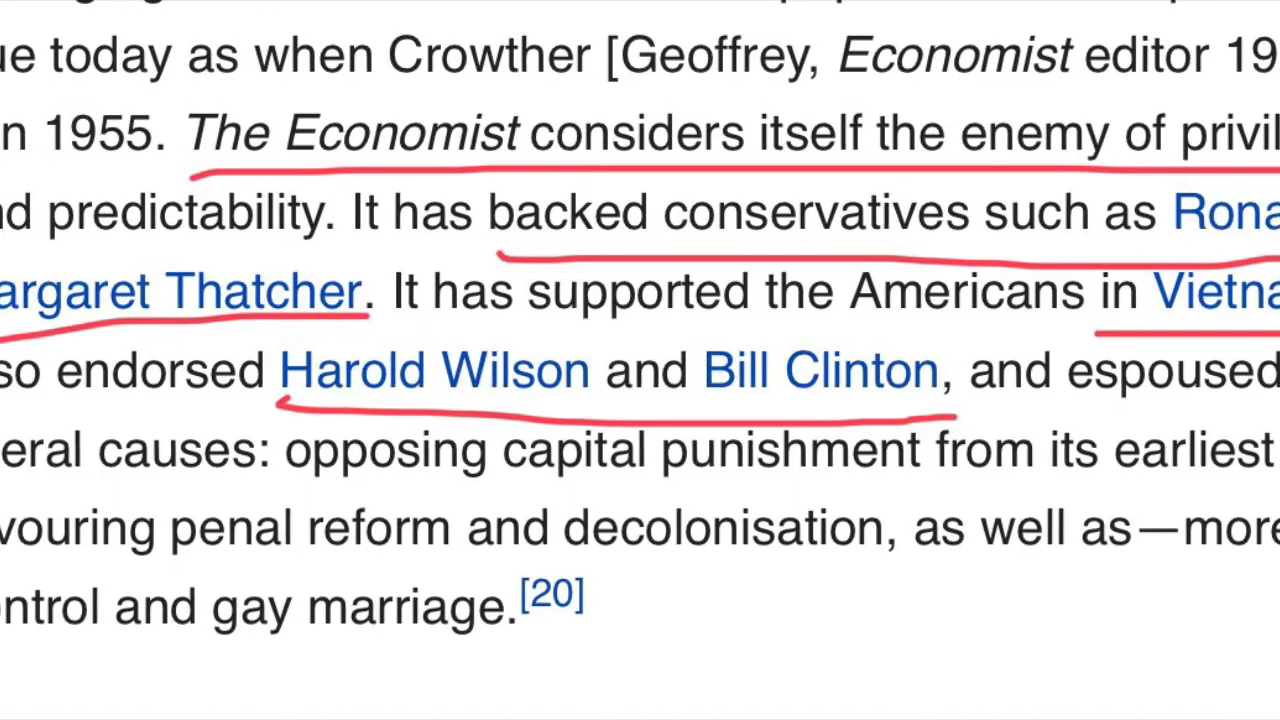 ue today as when Crowther [Geoffrey, Economist editor 19
n 1955. The Economist considers itself the enemy of privil
nd predictability. It has backed conservatives such as Rona
argaret Thatcher. It has supported the Americans in Vietna
so endorsed Harold Wilson and Bill Clinton, and espoused
eral causes: opposing capital punishment from its earliest
vouring penal reform and decolonisation, as well as—more
ontrol and gay marriage.[20]